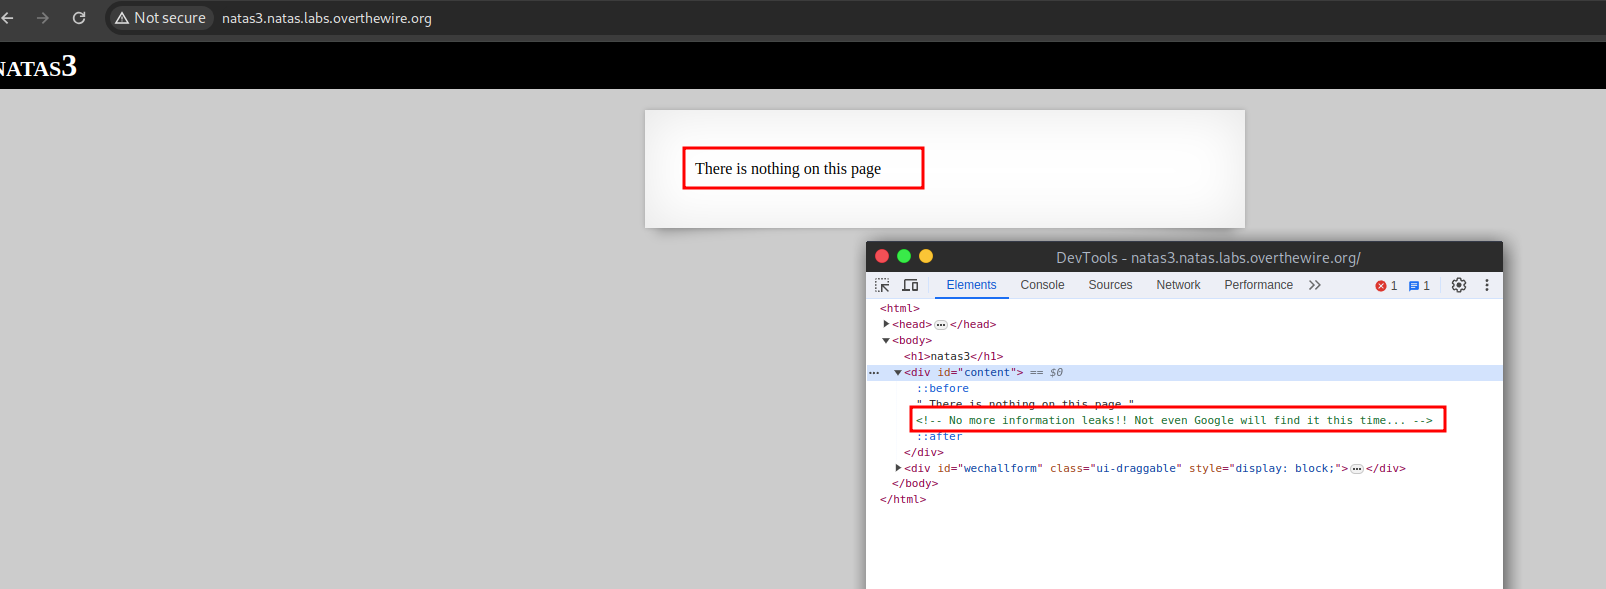 Not secure natas3.natas.labs.overthewire.org
NATAS3
There is nothing on this page
DevTools - natas3.natas.labs.overthewire.org/
Elements Console Sources Network Performance 1 1
<html>
<head> </head>
<body>
<h1>natas3</h1>
<div id="content"> == $0
::before
" There is nothing on this page "
<!-- No more information leaks!! Not even Google will find it this time... -->
::after
</div>
<div id="wechallform" class="ui-draggable" style="display: block;"> </div>
</body>
</html>